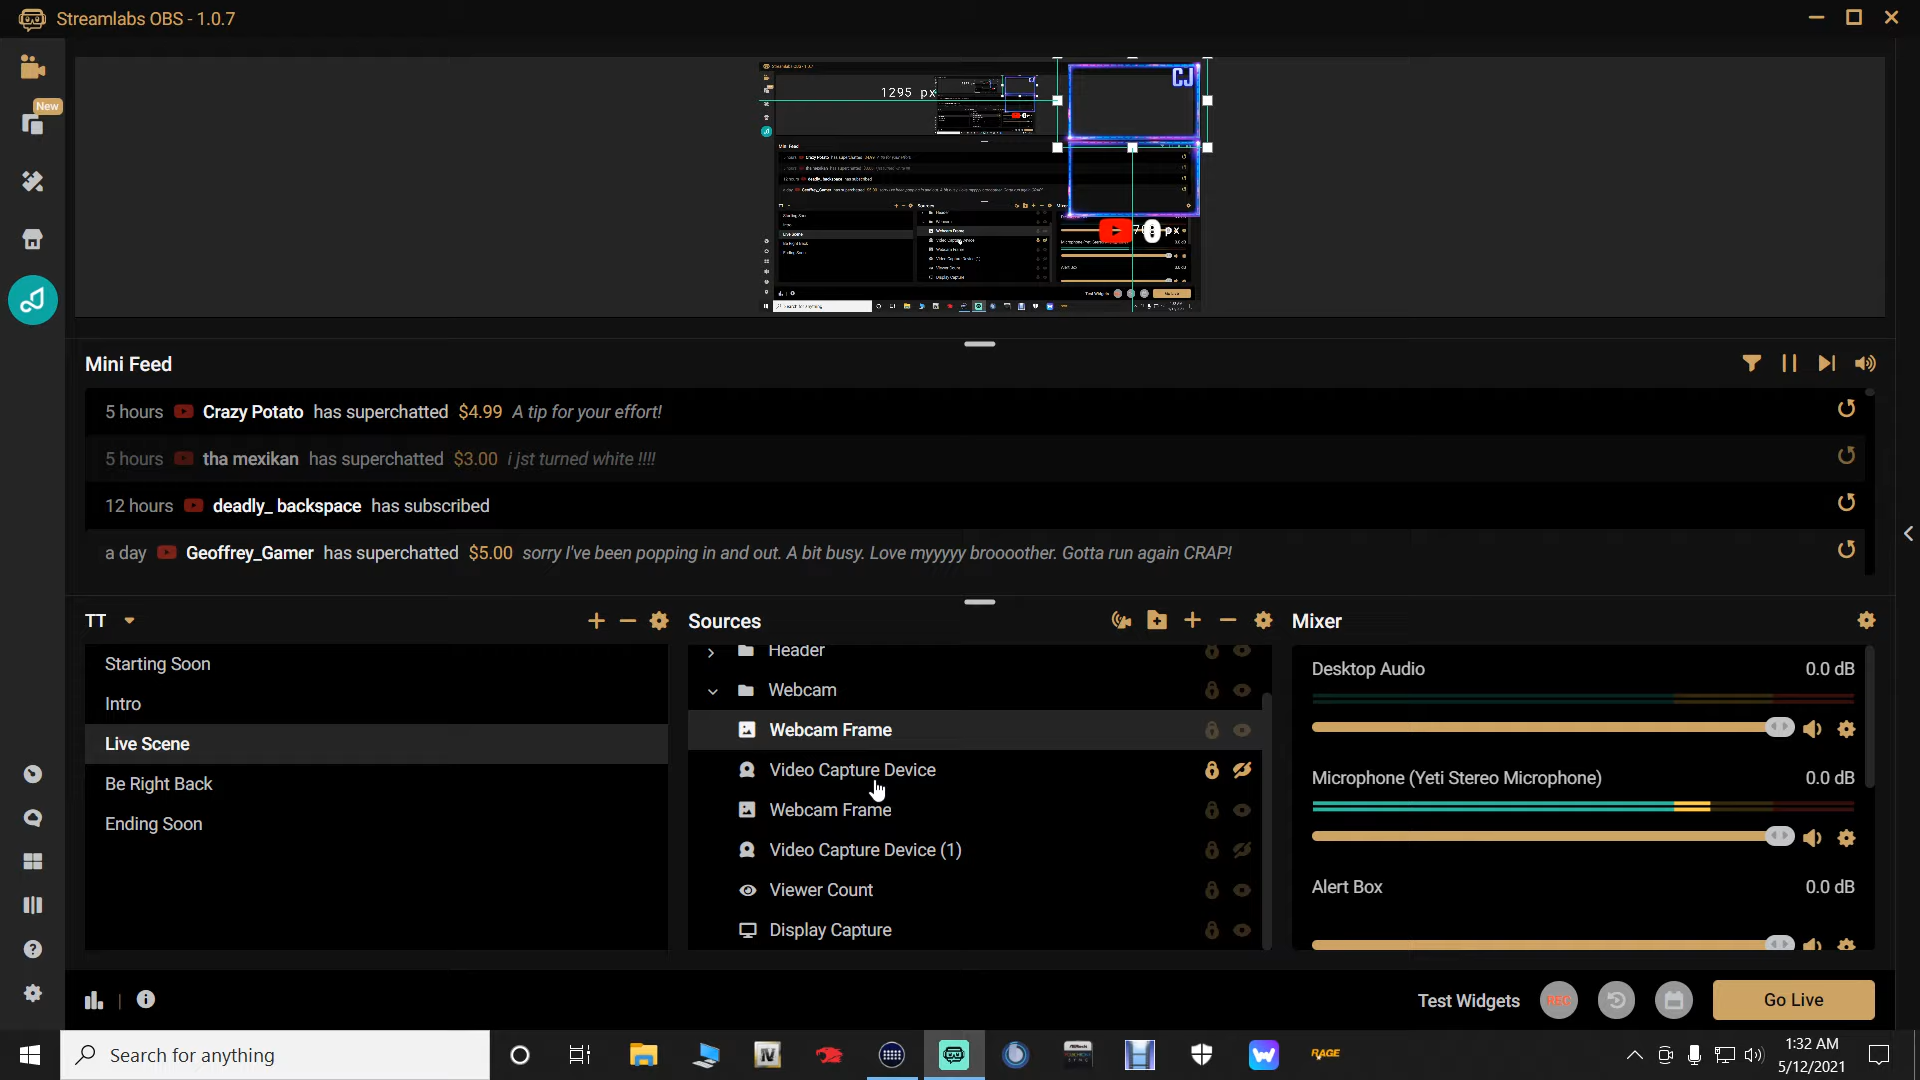 Streamlabs OBS - 1.0.7
New
1295 px
CJ
Mini Feed
5 hours Crazy Potato has superchatted $4.99 A tip for your effort!
5 hours tha mexikan has superchatted $3.00 i jst turned white !!!!
12 hours deadly_ backspace has subscribed
a day Geoffrey_Gamer has superchatted $5.00 sorry I've been popping in and out. A bit busy. Love myyyyy broooother. Gotta run again CRAP!
TT
Starting Soon
Intro
Live Scene
Be Right Back
Ending Soon
Sources
Header
Webcam
Webcam Frame
Video Capture Device
Webcam Frame
Video Capture Device (1)
Viewer Count
Display Capture
Mixer
Desktop Audio 0.0 dB
Microphone (Yeti Stereo Microphone) 0.0 dB
Alert Box 0.0 dB
Test Widgets REC Go Live
Search for anything
IV
RAGE
1:32 AM
5/12/2021